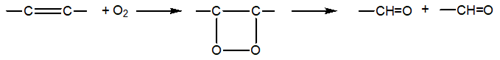 —C=C— + O2 → —C—C— → —CH=O + —CH=O
O—O